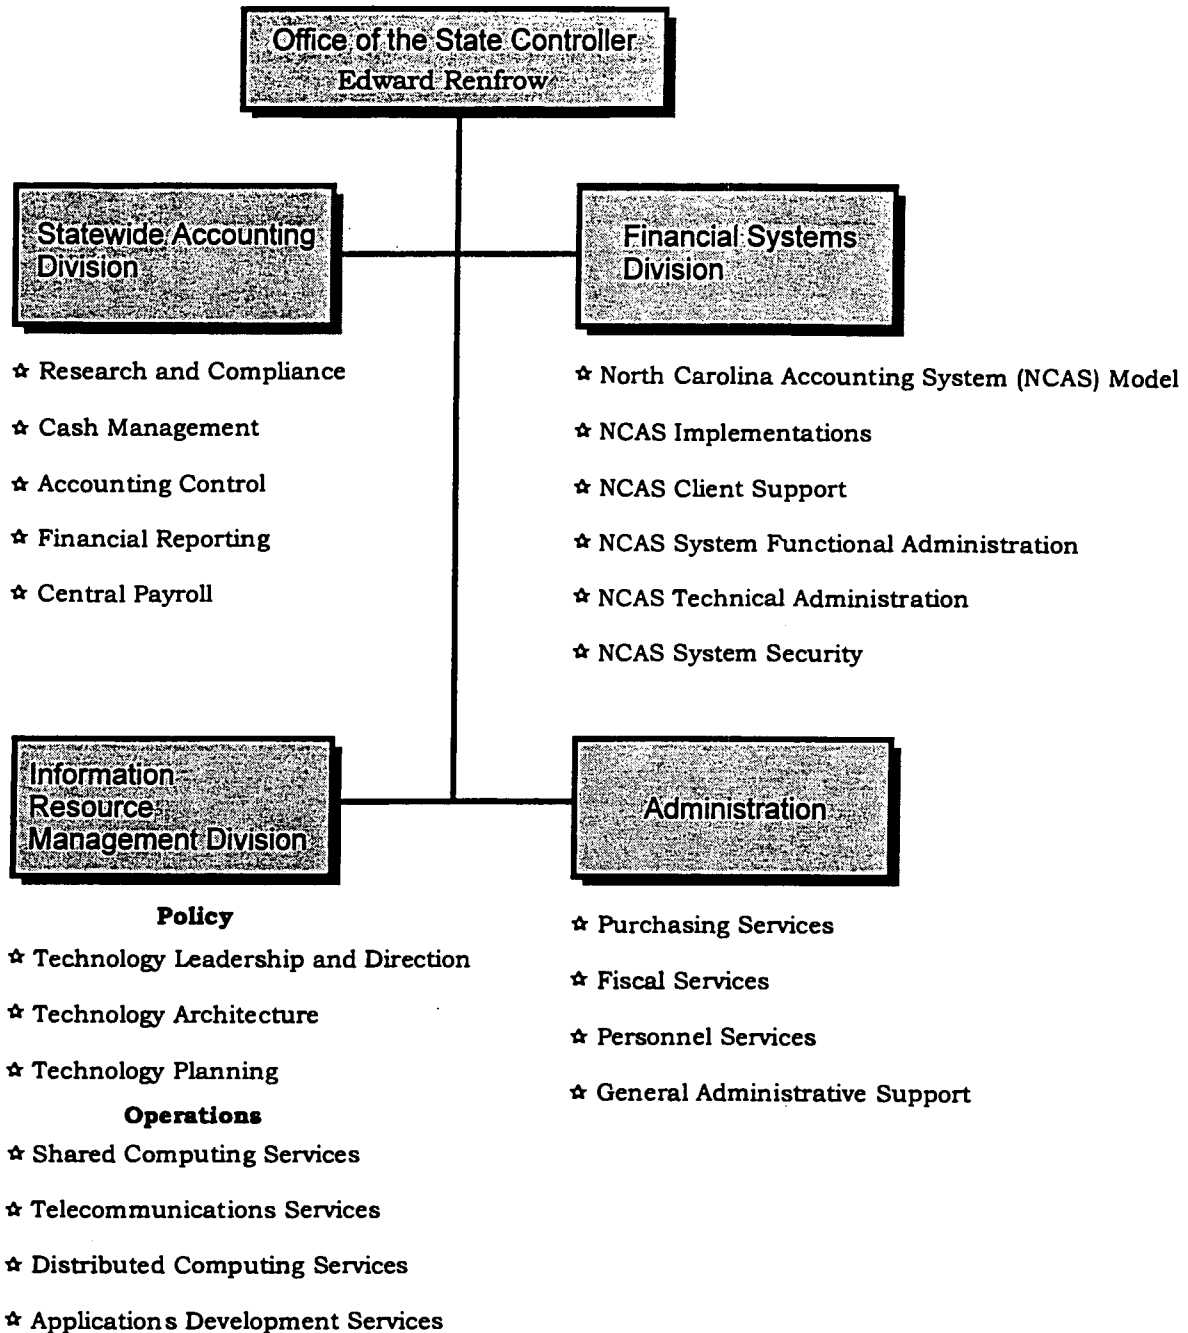 Office of the State Controller
Edward Renfrow
Statewide Accounting
Division
☆ Research and Compliance
☆ Cash Management
☆ Accounting Control
☆ Financial Reporting
☆ Central Payroll
Financial Systems
Division
☆ North Carolina Accounting System (NCAS) Model
☆ NCAS Implementations
☆ NCAS Client Support
☆ NCAS System Functional Administration
☆ NCAS Technical Administration
☆ NCAS System Security
Information
Resource
Management Division
Policy
☆ Technology Leadership and Direction
☆ Technology Architecture
☆ Technology Planning
Operations
☆ Shared Computing Services
☆ Telecommunications Services
☆ Distributed Computing Services
☆ Applications Development Services
Administration
☆ Purchasing Services
☆ Fiscal Services
☆ Personnel Services
☆ General Administrative Support